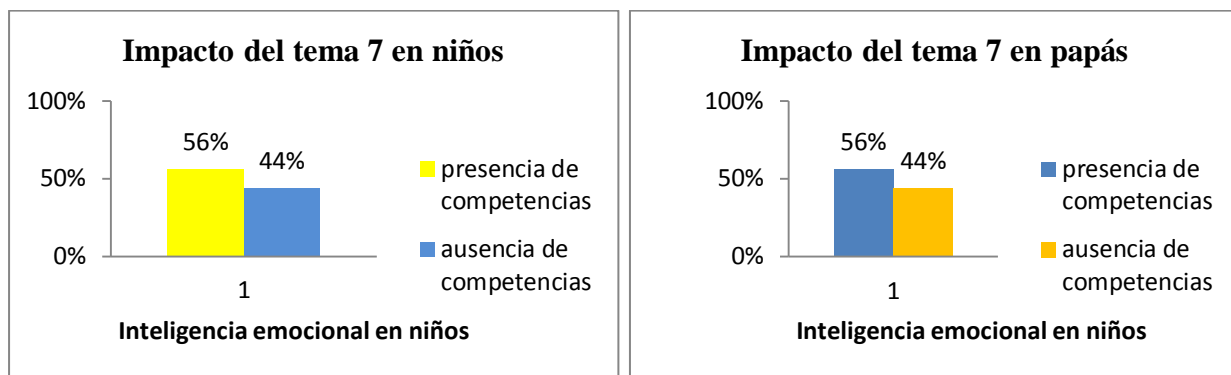 Impacto del tema 7 en niños
100%
50%
0%
56%
44%
1
presencia de
competencias
ausencia de
competencias
Inteligencia emocional en niños
Impacto del tema 7 en papás
100%
50%
0%
56%
44%
1
presencia de
competencias
ausencia de
competencias
Inteligencia emocional en niños